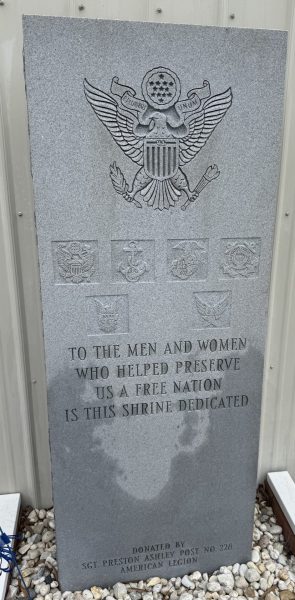 TO THE MEN AND WOMEN
WHO HELPED PRESERVE
US A FREE NATION
IS THIS SHRINE DEDICATED
DONATED BY
SGT. PRESTON ASHLEY POST NO. 228
AMERICAN LEGION